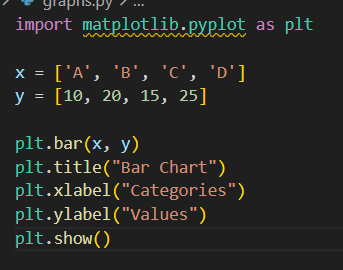 graphs.py > ...
import matplotlib.pyplot as plt
x = ['A', 'B', 'C', 'D']
y = [10, 20, 15, 25]
plt.bar(x, y)
plt.title("Bar Chart")
plt.xlabel("Categories")
plt.ylabel("Values")
plt.show()